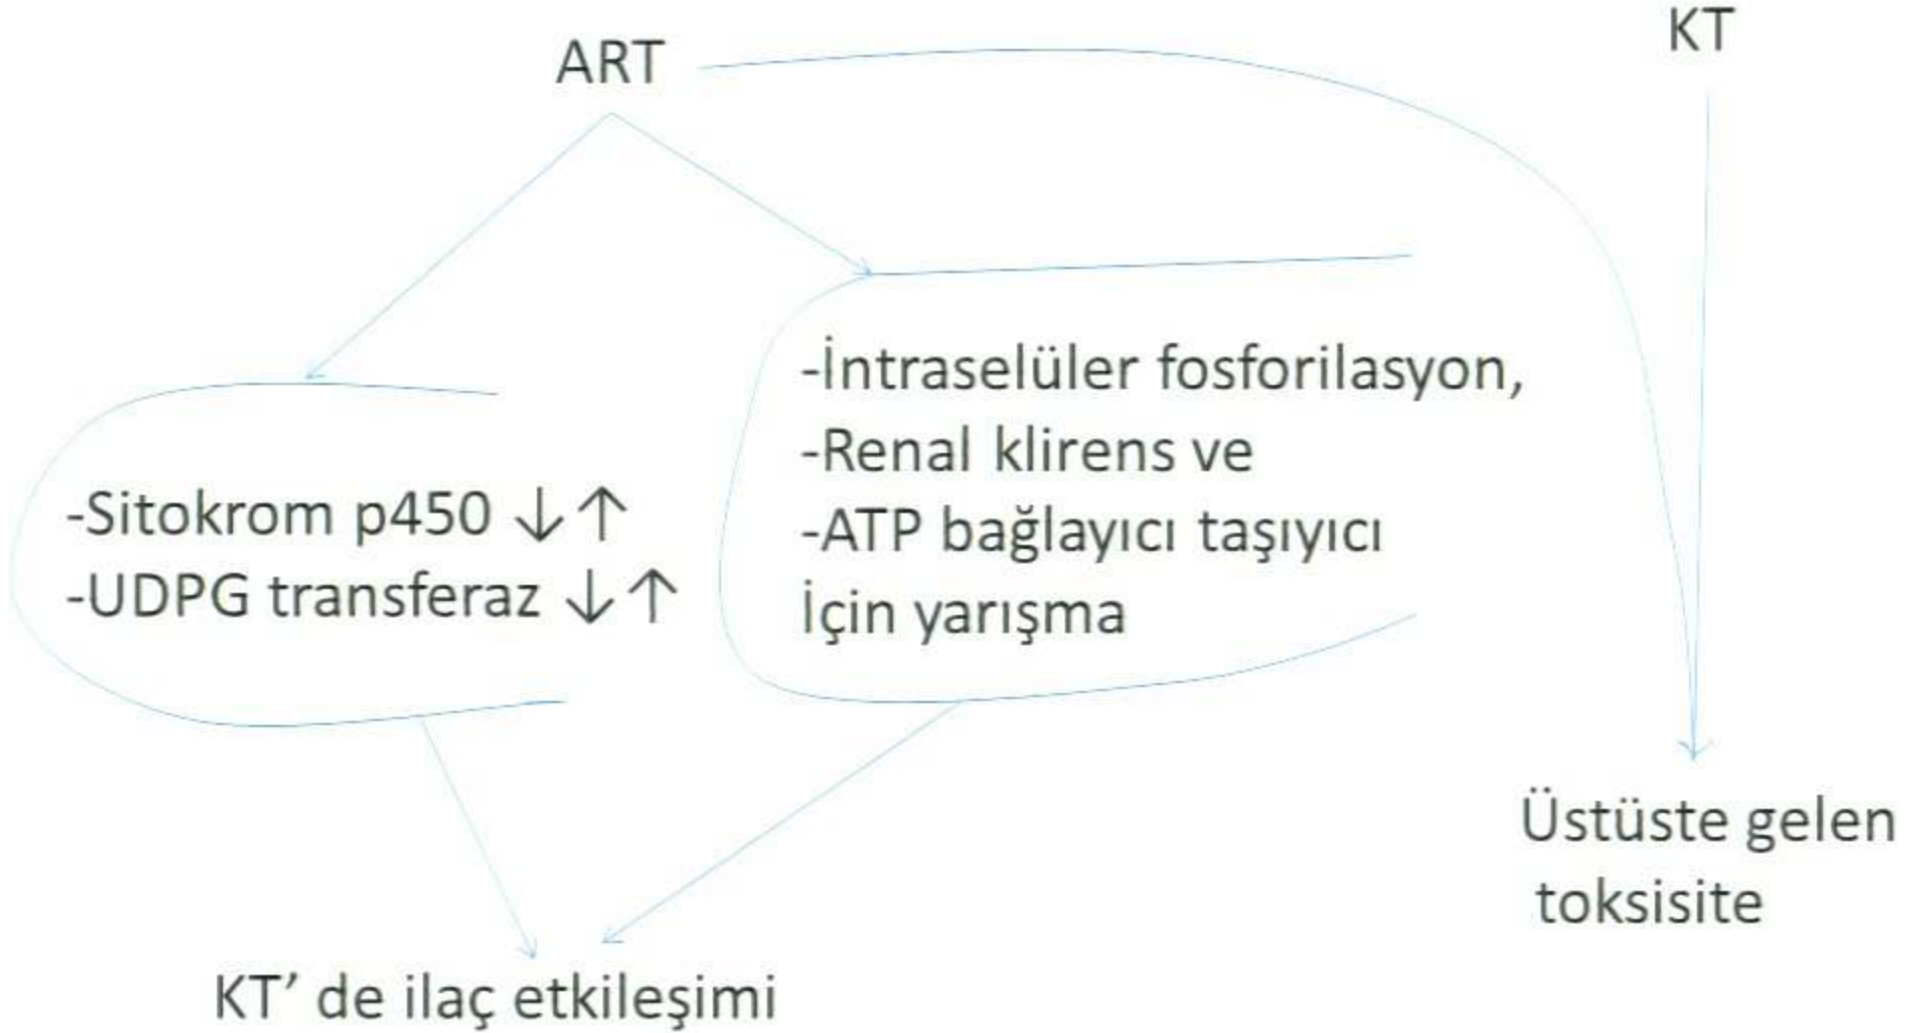 ART
KT
-Sitokrom p450 ↓↑
-UDPG transferaz ↓↑
-İntraselüler fosforilasyon,
-Renal klirens ve
-ATP bağlayıcı taşıyıcı
İçin yarışma
Üstüste gelen
toksisite
KT’ de ilaç etkileşimi